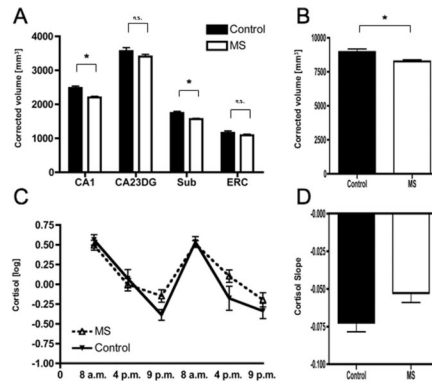 A
Corrected volume [mm³]
4000
3000
2000
1000
0
*
n.s.
*
n.s.
CA1
CA23DG
Sub
ERC
Control
MS
B
Corrected volume [mm³]
10000
7500
5000
2500
0
*
Control
MS
C
Cortisol [log]
0.75
0.50
0.25
0.00
-0.25
-0.50
-0.75
-1.00
MS
Control
0
8 a.m.
4 p.m.
9 p.m.
8 a.m.
4 p.m.
9 p.m.
D
Cortisol Slope
-0.000
-0.025
-0.050
-0.075
-0.100
Control
MS